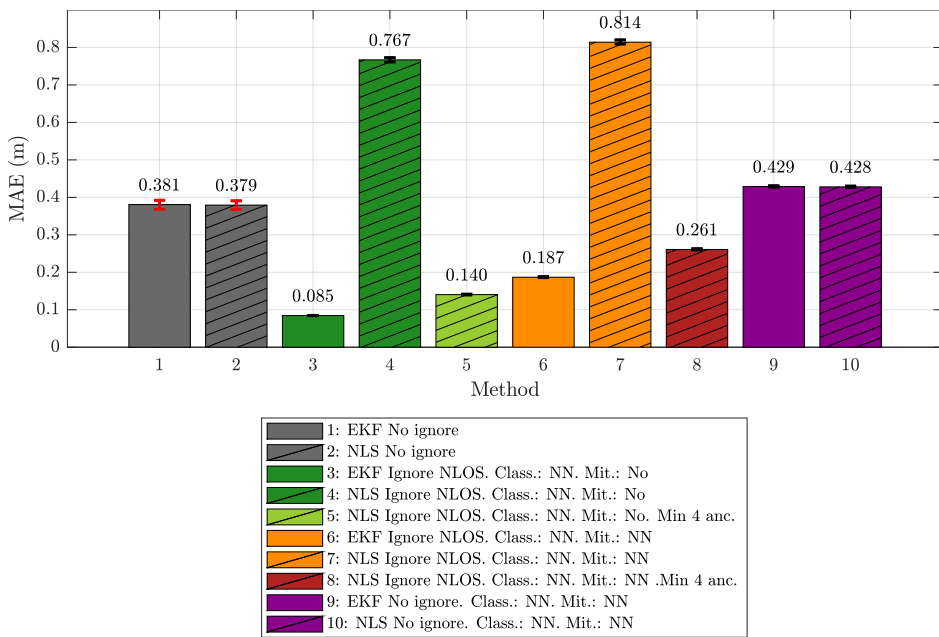 0.814
0.767
0.8
0.7
0.6
0.5
0.429
0.428
0.381
0.379
0.4
0.3
0.261
0.187
0.2
0.140
0.085
0.1
0
MAE (m)
1 2 3 4 5 6 7 8 9 10
Method
1: EKF No ignore
2: NLS No ignore
3: EKF Ignore NLOS. Class.: NN. Mit.: No
4: NLS Ignore NLOS. Class.: NN. Mit.: No
5: NLS Ignore NLOS. Class.: NN. Mit.: No. Min 4 anc.
6: EKF Ignore NLOS. Class.: NN. Mit.: NN
7: NLS Ignore NLOS. Class.: NN. Mit.: NN
8: NLS Ignore NLOS. Class.: NN. Mit.: NN .Min 4 anc.
9: EKF No ignore. Class.: NN. Mit.: NN
10: NLS No ignore. Class.: NN. Mit.: NN